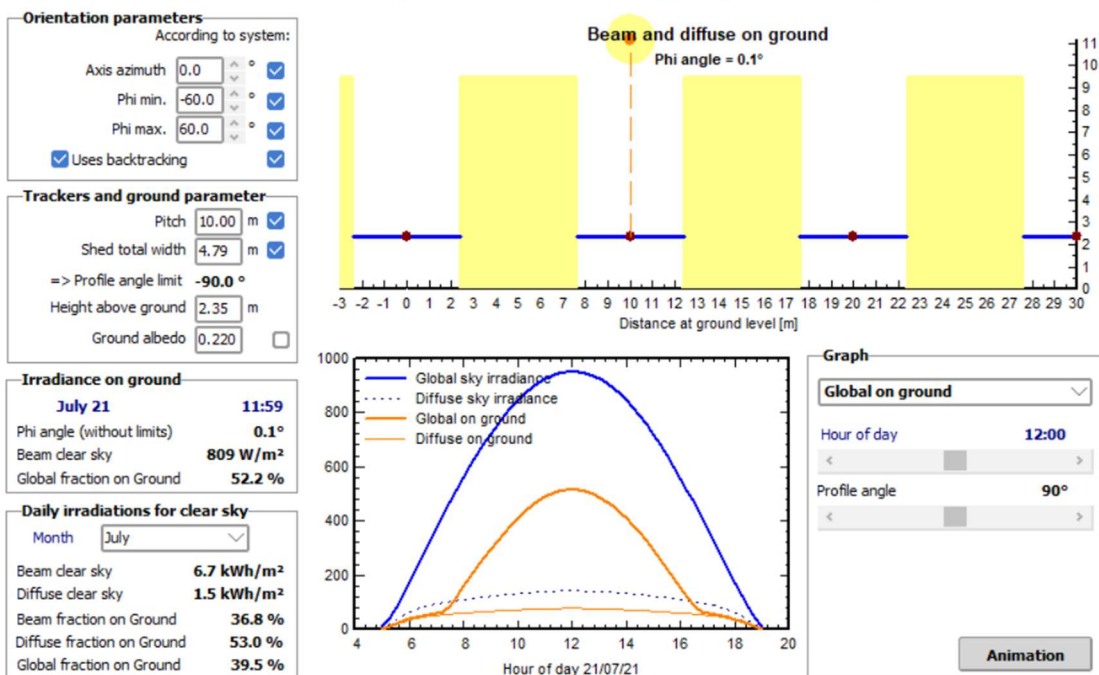 Orientation parameters
According to system:
Axis azimuth 0.0 °
Phi min. -60.0 °
Phi max. 60.0 °
Uses backtracking
Trackers and ground parameter
Pitch 10.00 m
Shed total width 4.79 m
=> Profile angle limit -90.0 °
Height above ground 2.35 m
Ground albedo 0.220
Irradiance on ground
July 21 11:59
Phi angle (without limits) 0.1°
Beam clear sky 809 W/m²
Global fraction on Ground 52.2 %
Daily irradiations for clear sky
Month July
Beam clear sky 6.7 kWh/m²
Diffuse clear sky 1.5 kWh/m²
Beam fraction on Ground 36.8 %
Diffuse fraction on Ground 53.0 %
Global fraction on Ground 39.5 %
Beam and diffuse on ground
Phi angle = 0.1°
11
10
9
8
7
6
5
4
3
2
1
0
-3 -2 -1 0 1 2 3 4 5 6 7 8 9 10 11 12 13 14 15 16 17 18 19 20 21 22 23 24 25 26 27 28 29 30
Distance at ground level [m]
1000
800
600
400
200
0
Global sky irradiance
Diffuse sky irradiance
Global on ground
Diffuse on ground
4 6 8 10 12 14 16 18 20
Hour of day 21/07/21
Graph
Global on ground
Hour of day 12:00
< >
Profile angle 90°
< >
Animation